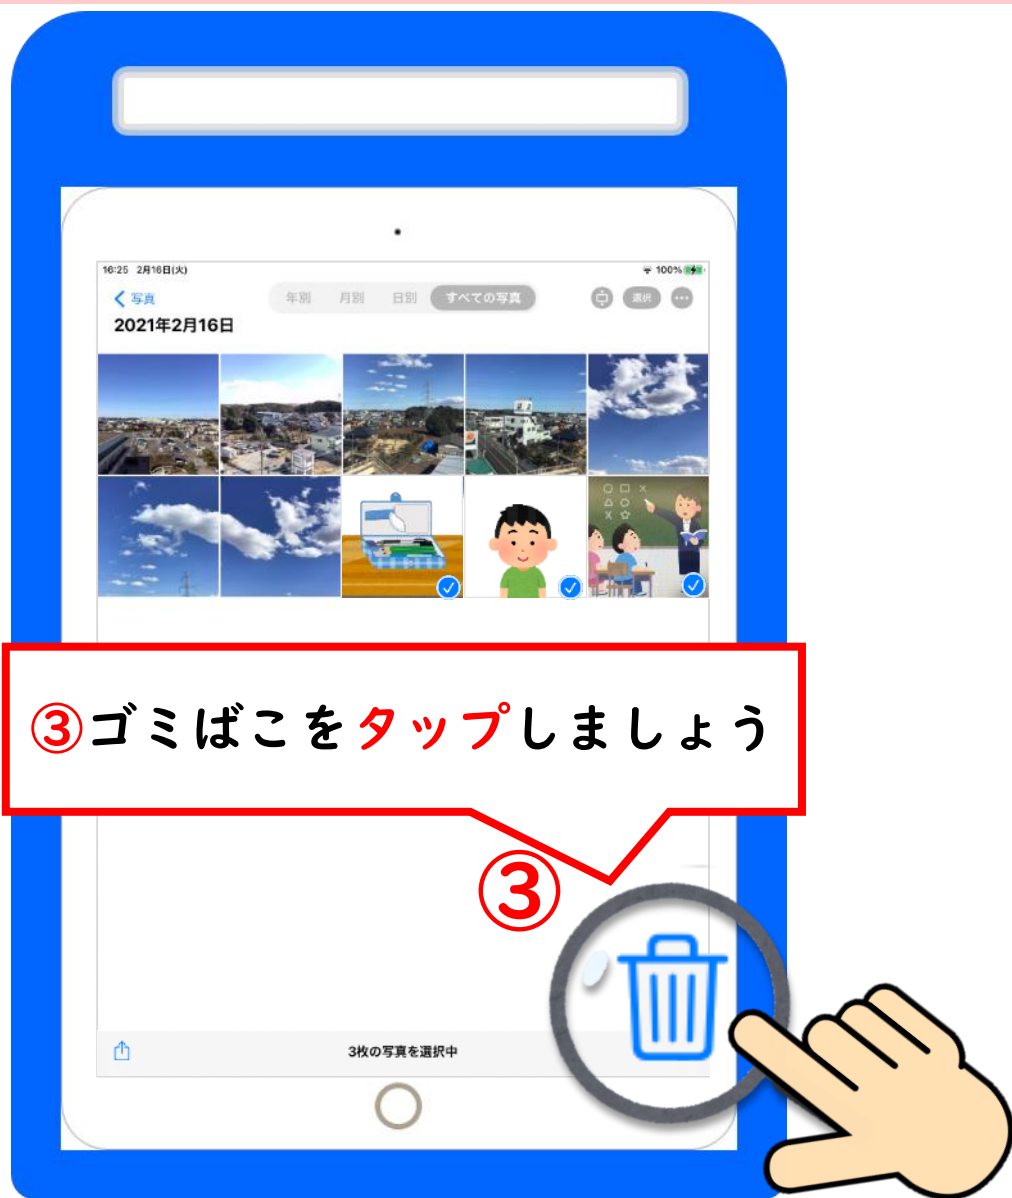 16:25 2月16日(火)
100%
写真
年別 月別 日別 すべての写真
選択
2021年2月16日
③ゴミばこをタップしましょう
③
3枚の写真を選択中